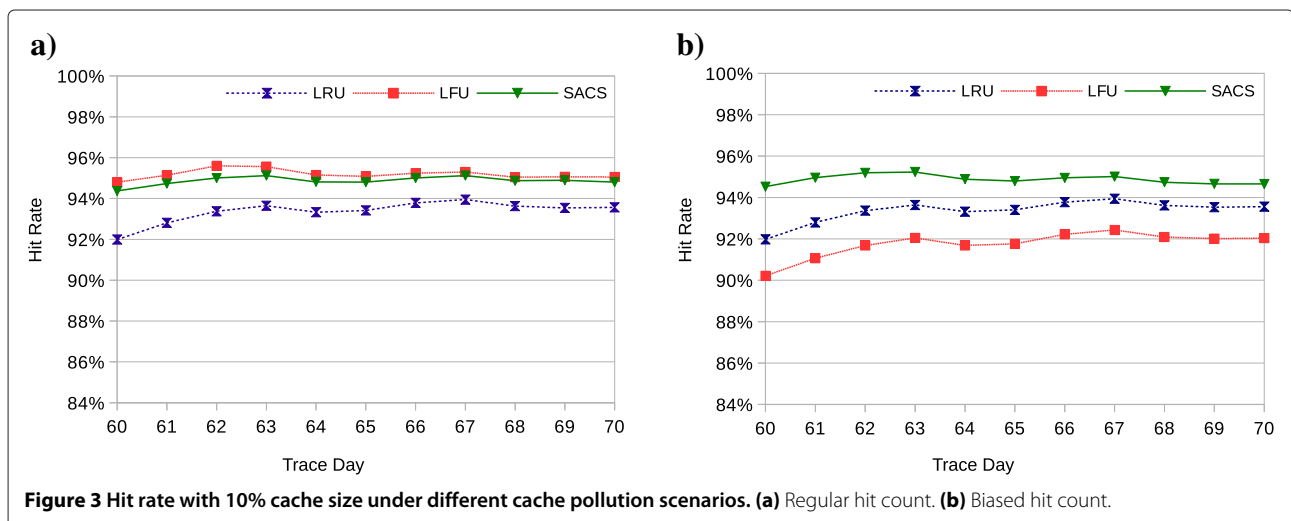 a)
LRU LFU SACS
100%
98%
96%
94%
92%
90%
88%
86%
84%
Hit Rate
60 61 62 63 64 65 66 67 68 69 70
Trace Day
b)
LRU LFU SACS
100%
98%
96%
94%
92%
90%
88%
86%
84%
Hit Rate
60 61 62 63 64 65 66 67 68 69 70
Trace Day
Figure 3 Hit rate with 10% cache size under different cache pollution scenarios. (a) Regular hit count. (b) Biased hit count.